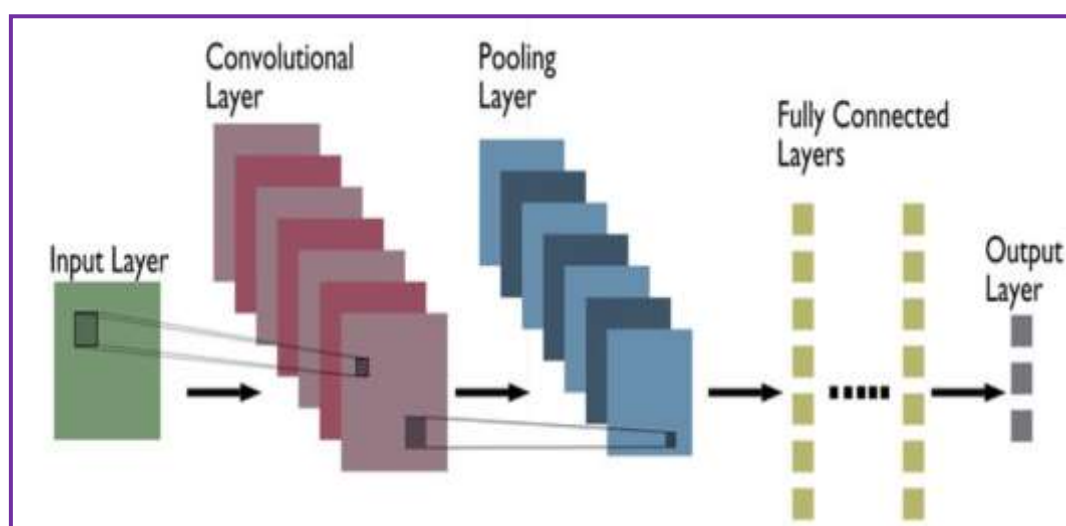 Convolutional
Layer
Pooling
Layer
Fully Connected
Layers
Input Layer
Output
Layer